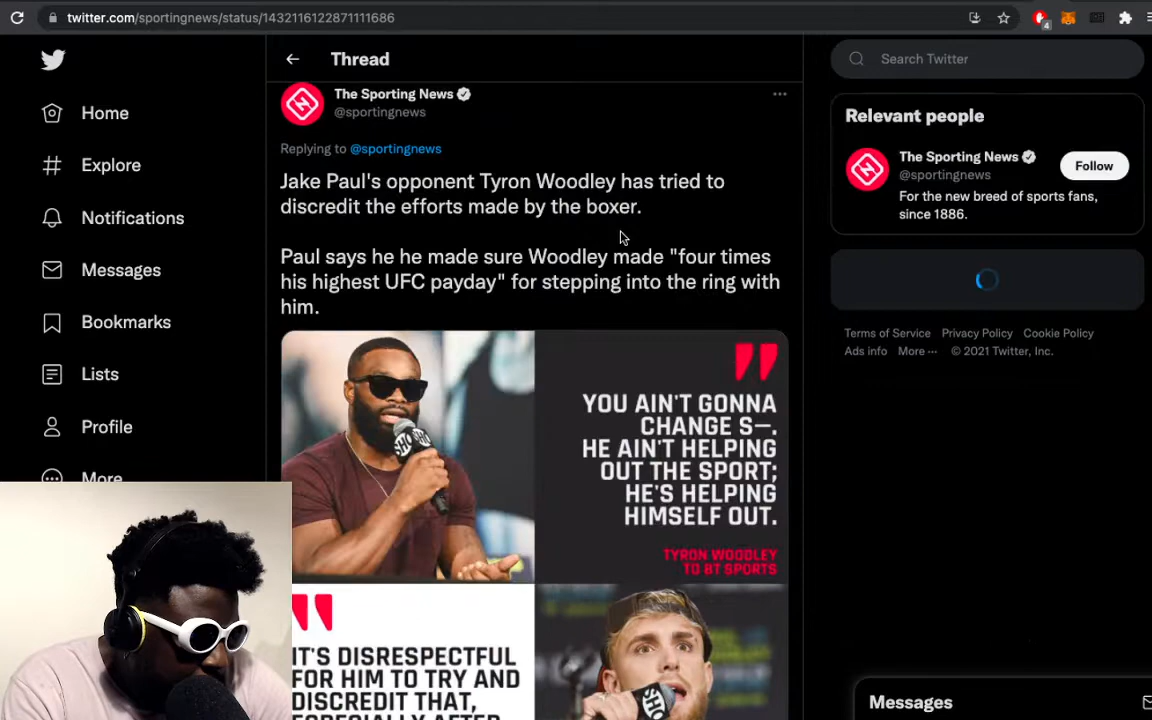 twitter.com/sportingnews/status/1432116122871111686
4
Thread
Search Twitter
Home
Explore
Notifications
Messages
Bookmarks
Lists
Profile
More
The Sporting News
@sportingnews
Replying to @sportingnews
Jake Paul's opponent Tyron Woodley has tried to
discredit the efforts made by the boxer.
Paul says he he made sure Woodley made "four times
his highest UFC payday" for stepping into the ring with
him.
YOU AIN'T GONNA
CHANGE S—.
HE AIN'T HELPING
OUT THE SPORT;
HE'S HELPING
HIMSELF OUT.
TYRON WOODLEY
TO BT SPORTS
SHO
IT'S DISRESPECTFUL
FOR HIM TO TRY AND
DISCREDIT THAT,
ESPECIALLY AFTER
SHO
Relevant people
The Sporting News
@sportingnews
Follow
For the new breed of sports fans,
since 1886.
Terms of Service Privacy Policy Cookie Policy
Ads info More ··· © 2021 Twitter, Inc.
Messages